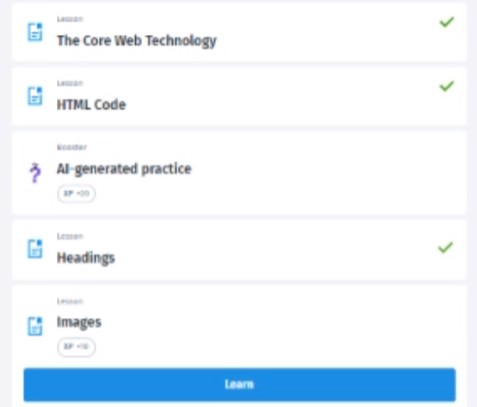 Lesson
The Core Web Technology
Lesson
HTML Code
Booster
AI-generated practice
XP +20
Lesson
Headings
Lesson
Images
XP +10
Learn